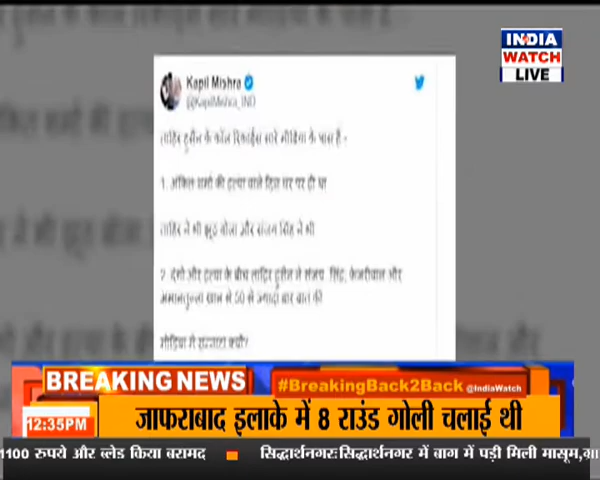 INDIA
WATCH
LIVE
Kapil Mishra
@KapilMishra_IND
ताहिर हुसैन के कॉल रिकार्ड्स सारे मीडिया के पास हैं -
1. अंकित शर्मा की हत्या वाले दिन घर पर ही था
ताहिर ने भी झूठ बोला और संजय सिंह ने भी
2. दंगो और हत्या के बीच ताहिर हुसैन ने संजय सिंह, केजरीवाल और
अमानतुल्ला खान से 50 से ज्यादा बार बात की
मीडिया में सन्नाटा क्यों?
BREAKING NEWS
#BreakingBack2Back @IndiaWatch
12:35PM
जाफराबाद इलाके में 8 राउंड गोली चलाई थी
1100 रुपये और ब्लेड किया बरामद
सिद्धार्थनगरःसिद्धार्थनगर में बाग में पड़ी मिली मासूम,ग्रा